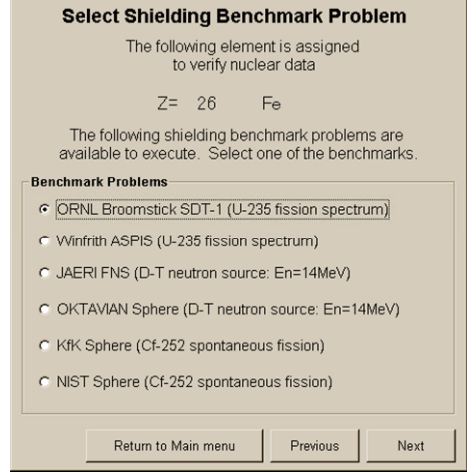 Select Shielding Benchmark Problem
The following element is assigned
to verify nuclear data
Z= 26 Fe
The following shielding benchmark problems are
available to execute. Select one of the benchmarks.
Benchmark Problems
ORNL Broomstick SDT-1 (U-235 fission spectrum)
Winfrith ASPIS (U-235 fission spectrum)
JAERI FNS (D-T neutron source: En=14MeV)
OKTAVIAN Sphere (D-T neutron source: En=14MeV)
KfK Sphere (Cf-252 spontaneous fission)
NIST Sphere (Cf-252 spontaneous fission)
Return to Main menu Previous Next